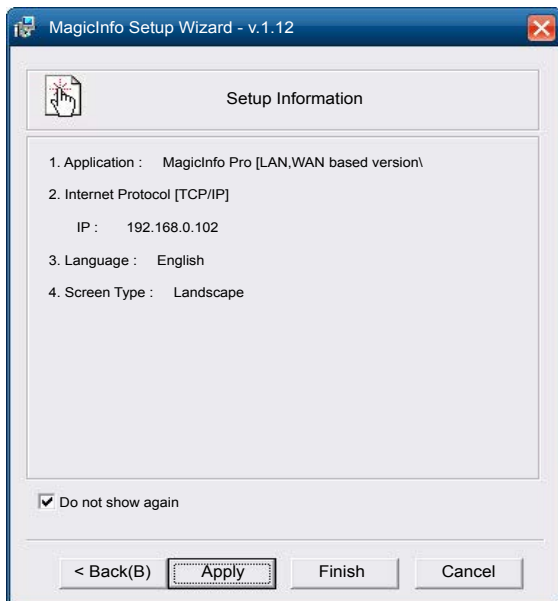 MagicInfo Setup Wizard - v.1.12
Setup Information
1. Application : MagicInfo Pro [LAN,WAN based version\
2. Internet Protocol [TCP/IP]
IP : 192.168.0.102
3. Language : English
4. Screen Type : Landscape
Do not show again
< Back(B) Apply Finish Cancel